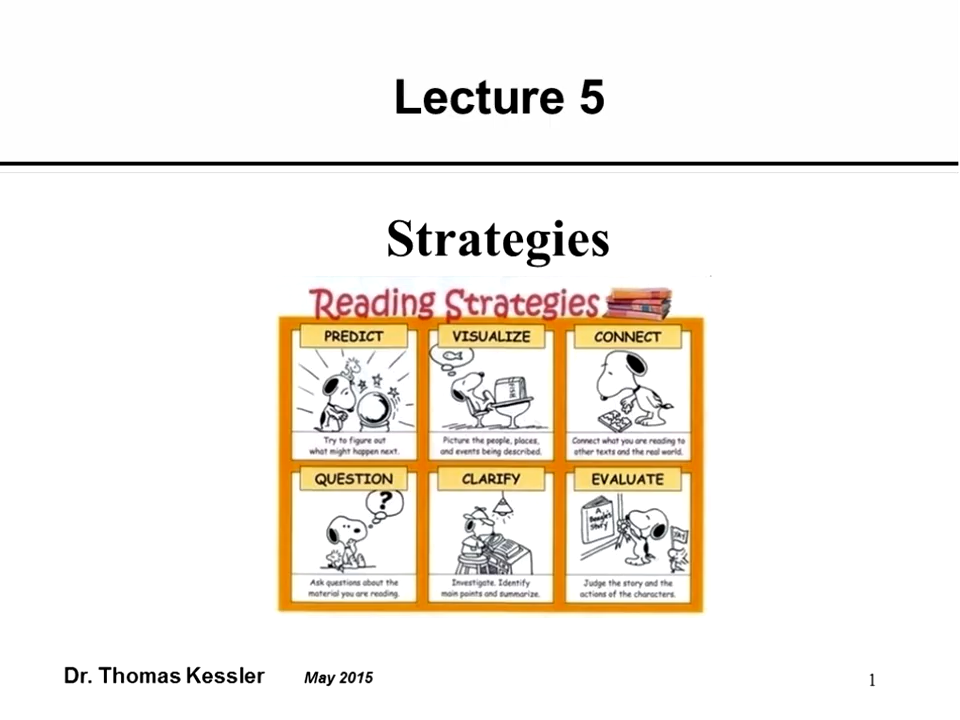 Lecture 5
Strategies
Reading Strategies
PREDICT
Try to figure out
what might happen next.
VISUALIZE
FISH
Picture the people, places,
and events being described.
CONNECT
Connect what you are reading to
other texts and the real world.
QUESTION
?
Ask questions about the
material you are reading.
CLARIFY
Investigate. Identify
main points and summarize.
EVALUATE
A
Beagle's
Story
Judge the story and the
actions of the characters.
Dr. Thomas Kessler May 2015
1